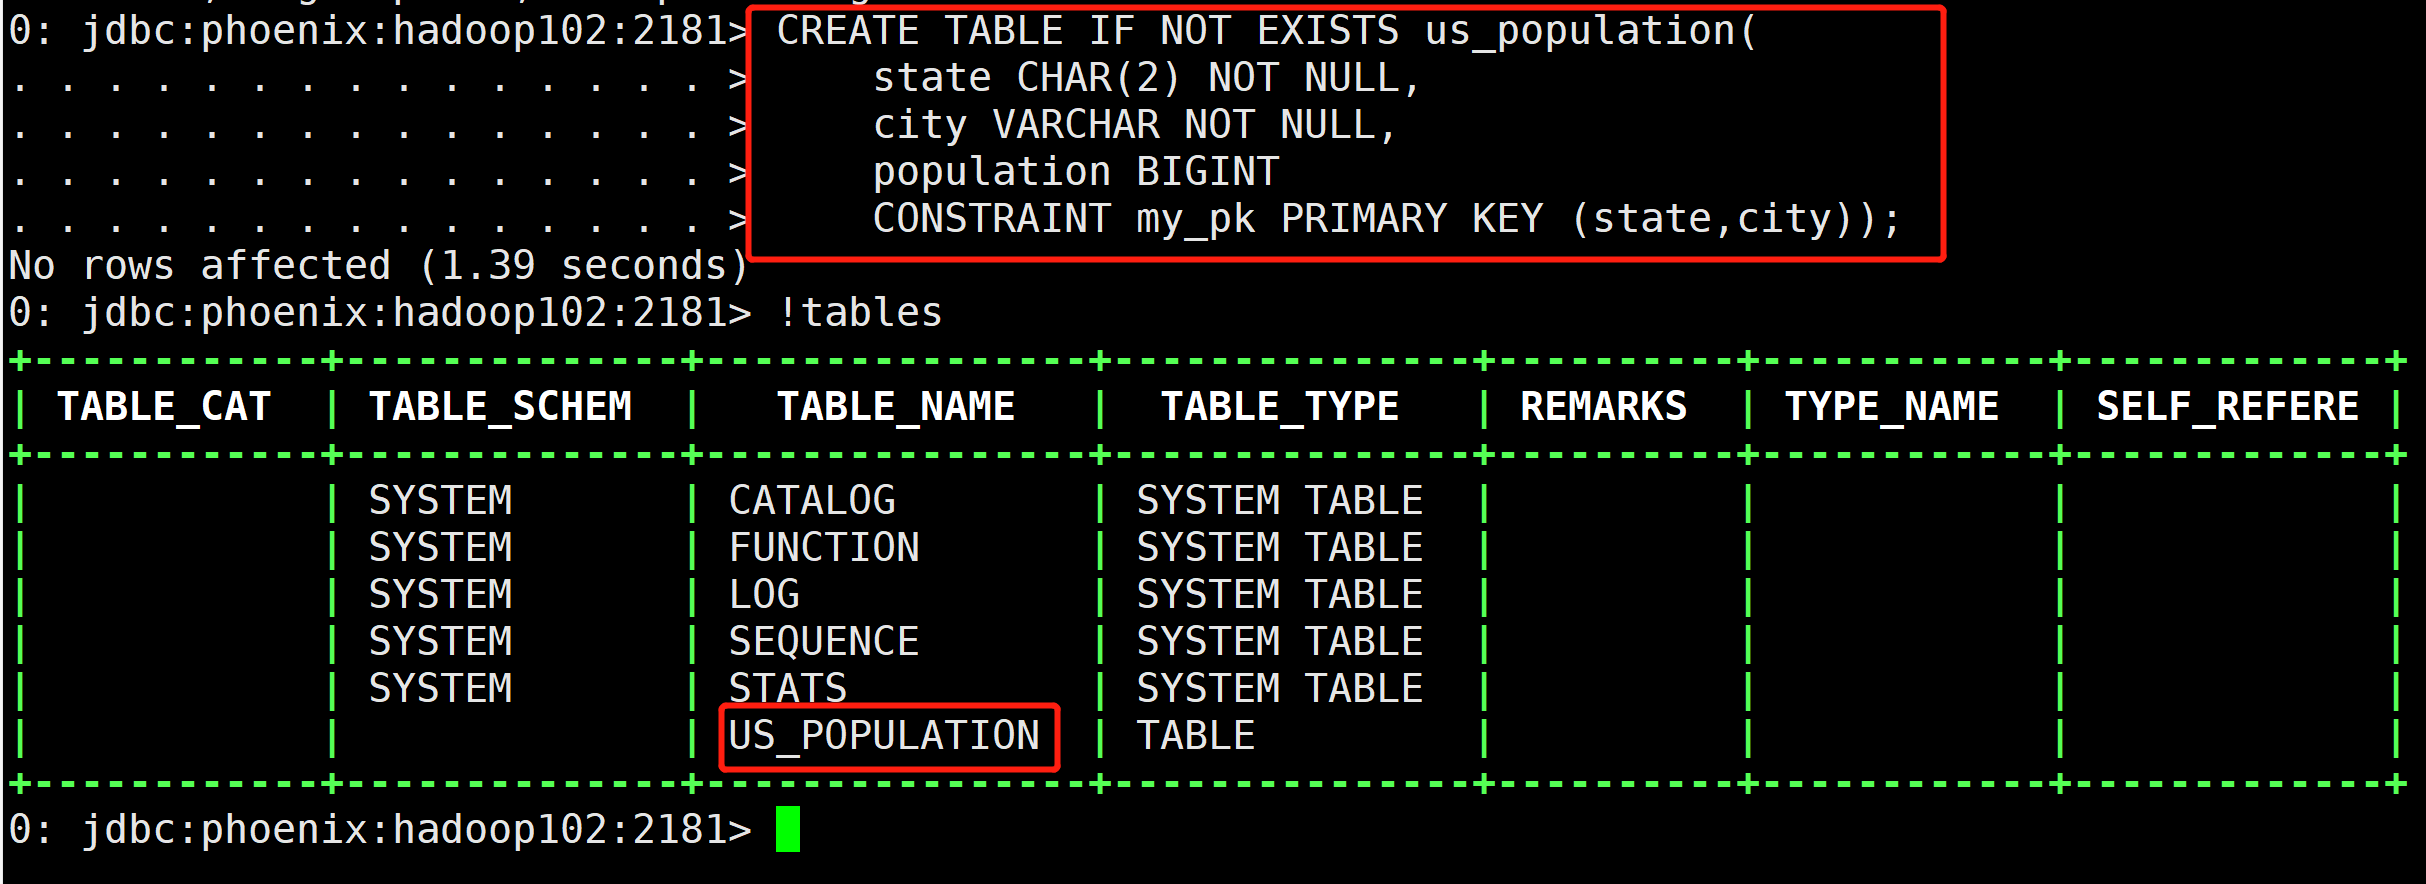 0: jdbc:phoenix:hadoop102:2181> CREATE TABLE IF NOT EXISTS us_population(
. . . . . . . . . . . . . . . >     state CHAR(2) NOT NULL,
. . . . . . . . . . . . . . . >     city VARCHAR NOT NULL,
. . . . . . . . . . . . . . . >     population BIGINT
. . . . . . . . . . . . . . . >     CONSTRAINT my_pk PRIMARY KEY (state,city));
No rows affected (1.39 seconds)
0: jdbc:phoenix:hadoop102:2181> !tables
+------------+--------------+----------------+---------------+----------+------------+-------------+
| TABLE_CAT  | TABLE_SCHEM  |   TABLE_NAME   |  TABLE_TYPE   | REMARKS  | TYPE_NAME  | SELF_REFERE |
+------------+--------------+----------------+---------------+----------+------------+-------------+
|            | SYSTEM       | CATALOG        | SYSTEM TABLE  |          |            |             |
|            | SYSTEM       | FUNCTION       | SYSTEM TABLE  |          |            |             |
|            | SYSTEM       | LOG            | SYSTEM TABLE  |          |            |             |
|            | SYSTEM       | SEQUENCE       | SYSTEM TABLE  |          |            |             |
|            | SYSTEM       | STATS          | SYSTEM TABLE  |          |            |             |
|            |              | US_POPULATION  | TABLE         |          |            |             |
+------------+--------------+----------------+---------------+----------+------------+-------------+
0: jdbc:phoenix:hadoop102:2181>